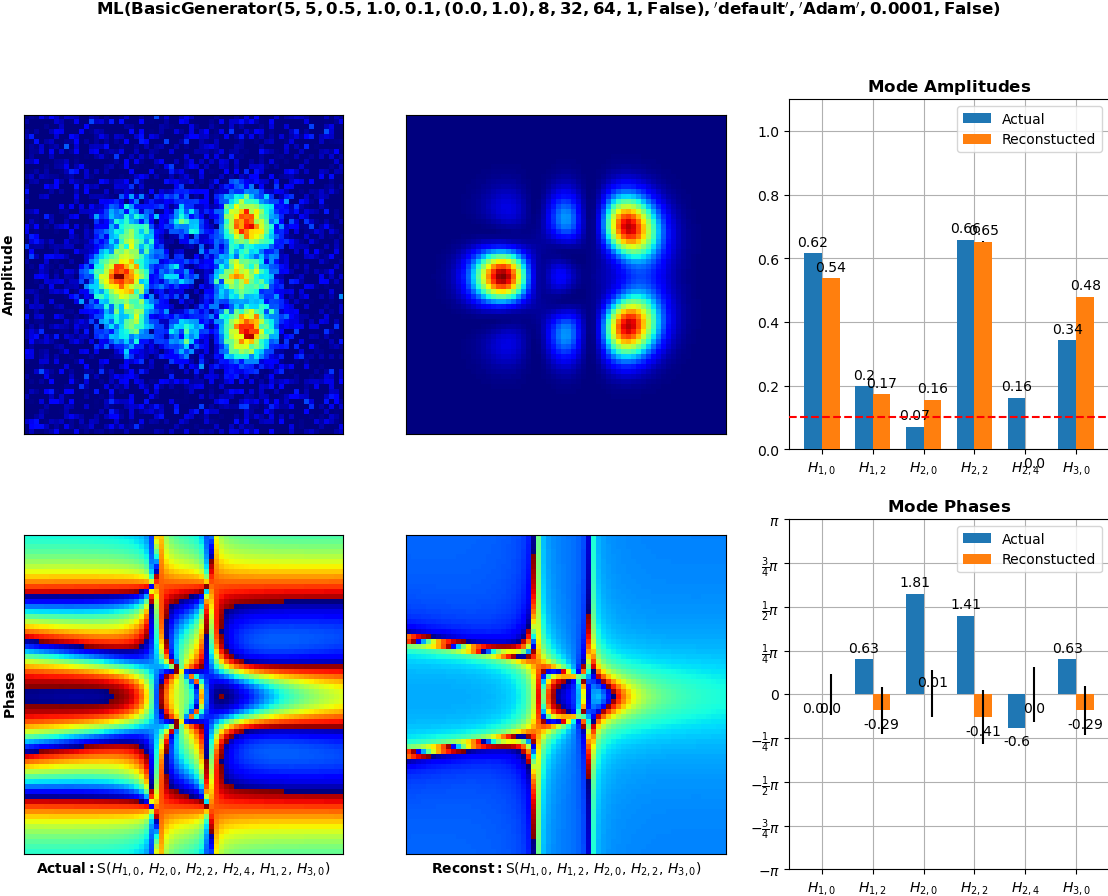 ML(BasicGenerator(5, 5, 0.5, 1.0, 0.1, (0.0, 1.0), 8, 32, 64, 1, False), 'default', 'Adam', 0.0001, False)
Amplitude
Mode Amplitudes
Actual
Reconstucted
1.0
0.8
0.6
0.4
0.2
0.0
0.62
0.54
0.2
0.17
0.07
0.16
0.66
0.65
0.16
0.0
0.34
0.48
H1,0
H1,2
H2,0
H2,2
H2,4
H3,0
Phase
Actual: S(H1,0, H2,0, H2,2, H2,4, H1,2, H3,0)
Reconst: S(H1,0, H1,2, H2,0, H2,2, H3,0)
Mode Phases
Actual
Reconstucted
π
3/4π
1/2π
1/4π
0
−1/4π
−1/2π
−3/4π
−π
0.0
0.0
0.63
-0.29
1.81
0.01
1.41
-0.41
-0.6
0.0
0.63
-0.29
H1,0
H1,2
H2,0
H2,2
H2,4
H3,0